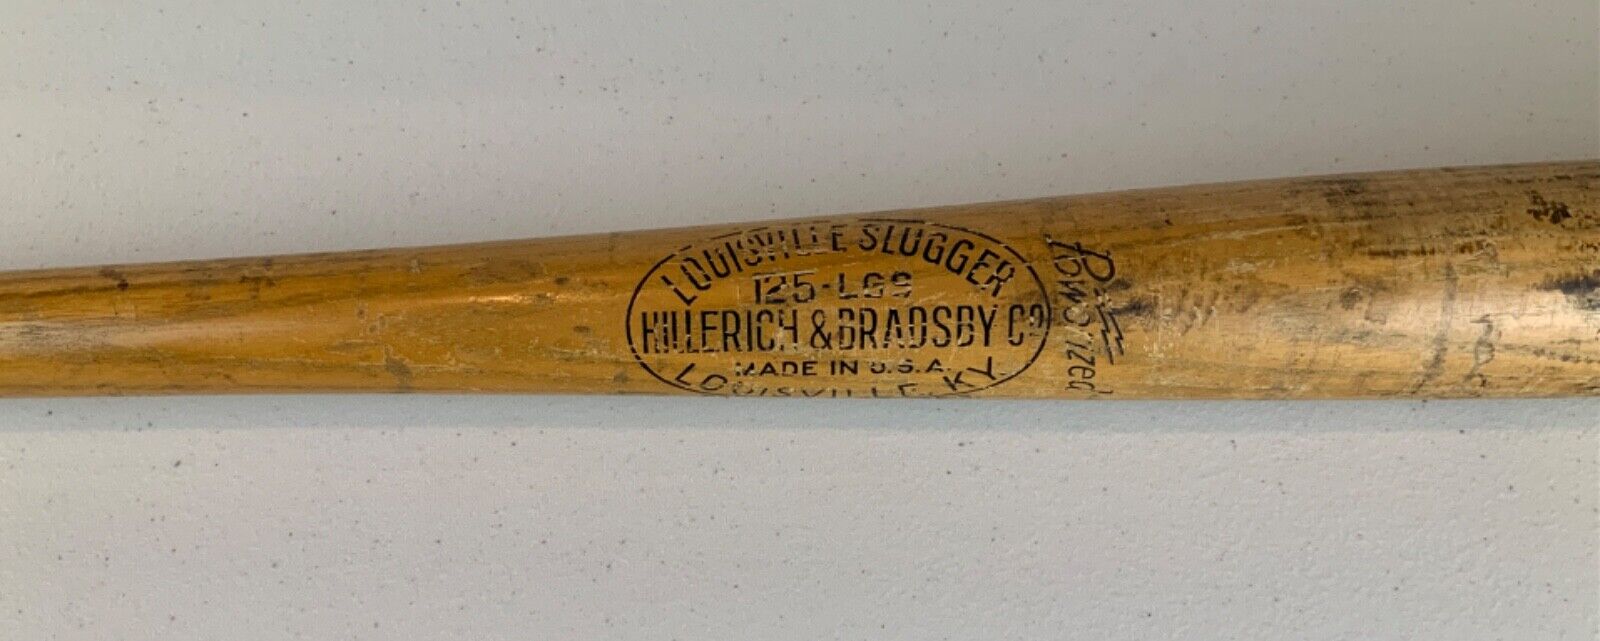 LOUISVILLE SLUGGER
125-LGS
HILLERICH & BRADSBY Cº
MADE IN U.S.A.
LOUISVILLE, KY.
Powerized